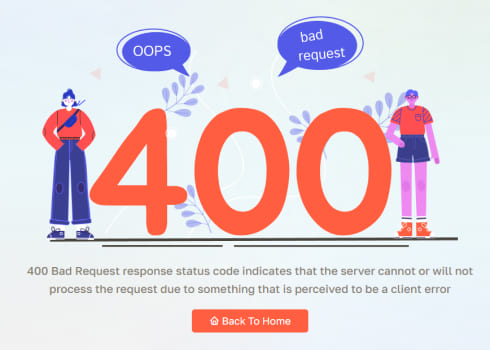 OOPS
bad
request
400
400 Bad Request response status code indicates that the server cannot or will not
process the request due to something that is perceived to be a client error
Back To Home